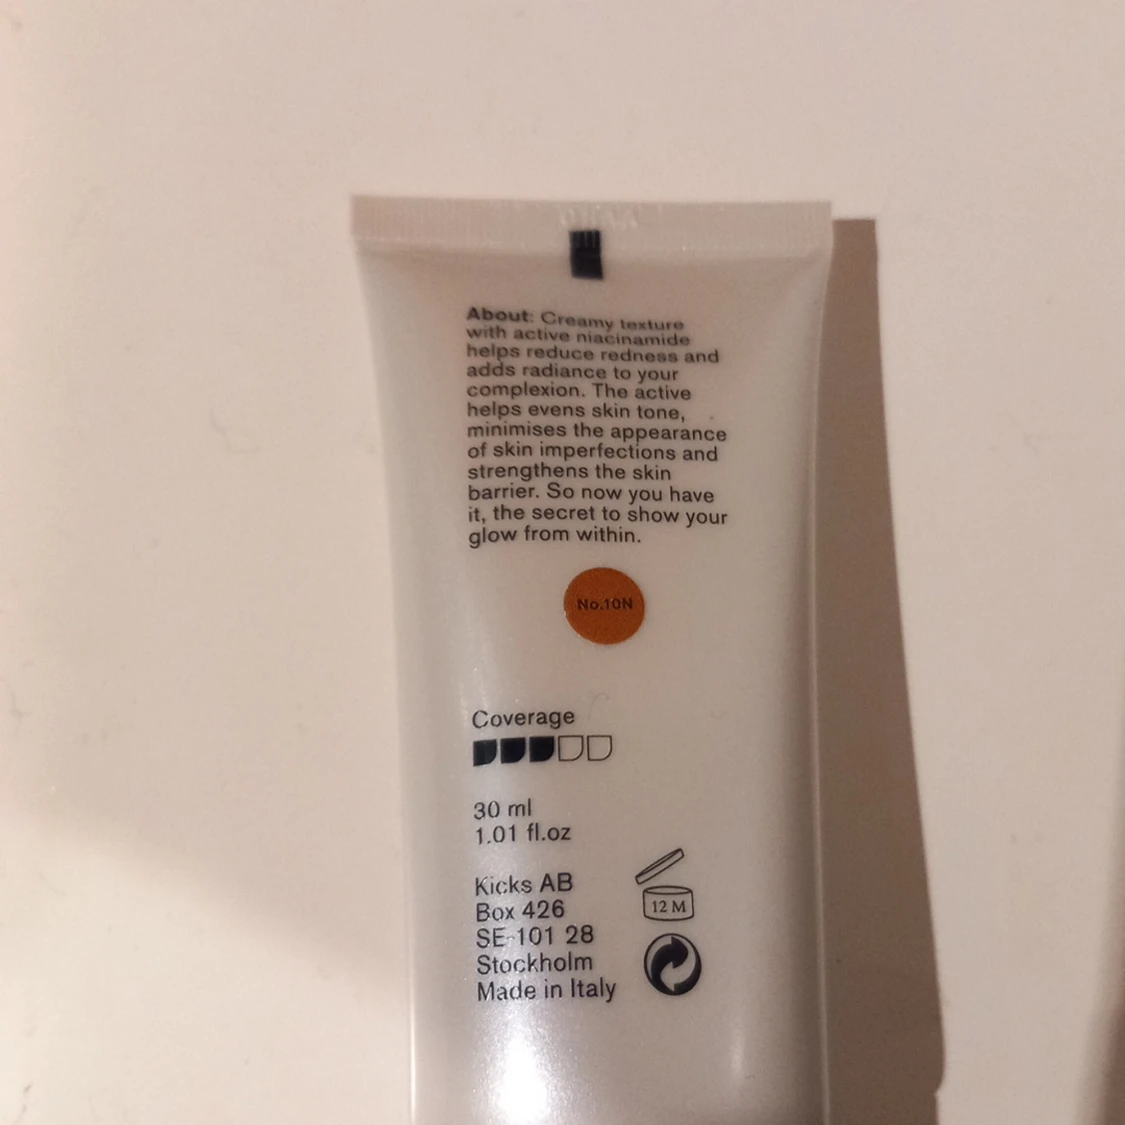 About: Creamy texture
with active niacinamide
helps reduce redness and
adds radiance to your
complexion. The active
helps evens skin tone,
minimises the appearance
of skin imperfections and
strengthens the skin
barrier. So now you have
it, the secret to show your
glow from within.
No.10N
Coverage
30 ml
1.01 fl.oz
Kicks AB
Box 426
SE-101 28
Stockholm
Made in Italy
12 M